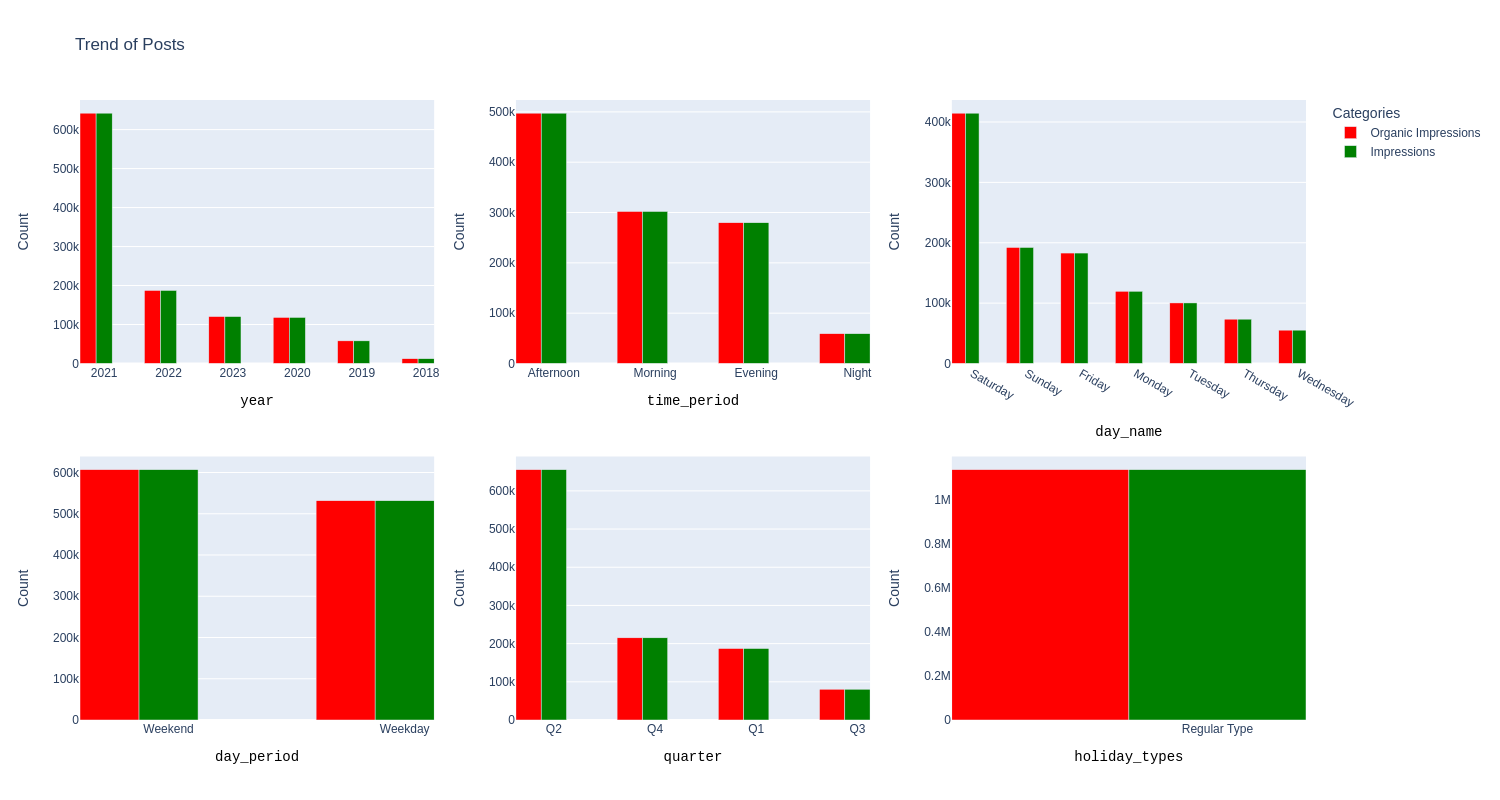 Trend of Posts
Categories
Organic Impressions
Impressions
Count
600k
500k
400k
300k
200k
100k
0
2021 2022 2023 2020 2019 2018
year
Count
500k
400k
300k
200k
100k
0
Afternoon Morning Evening Night
time_period
Count
400k
300k
200k
100k
0
Saturday Sunday Friday Monday Tuesday Thursday Wednesday
day_name
Count
600k
500k
400k
300k
200k
100k
0
Weekend Weekday
day_period
Count
600k
500k
400k
300k
200k
100k
0
Q2 Q4 Q1 Q3
quarter
Count
1M
0.8M
0.6M
0.4M
0.2M
0
Regular Type
holiday_types